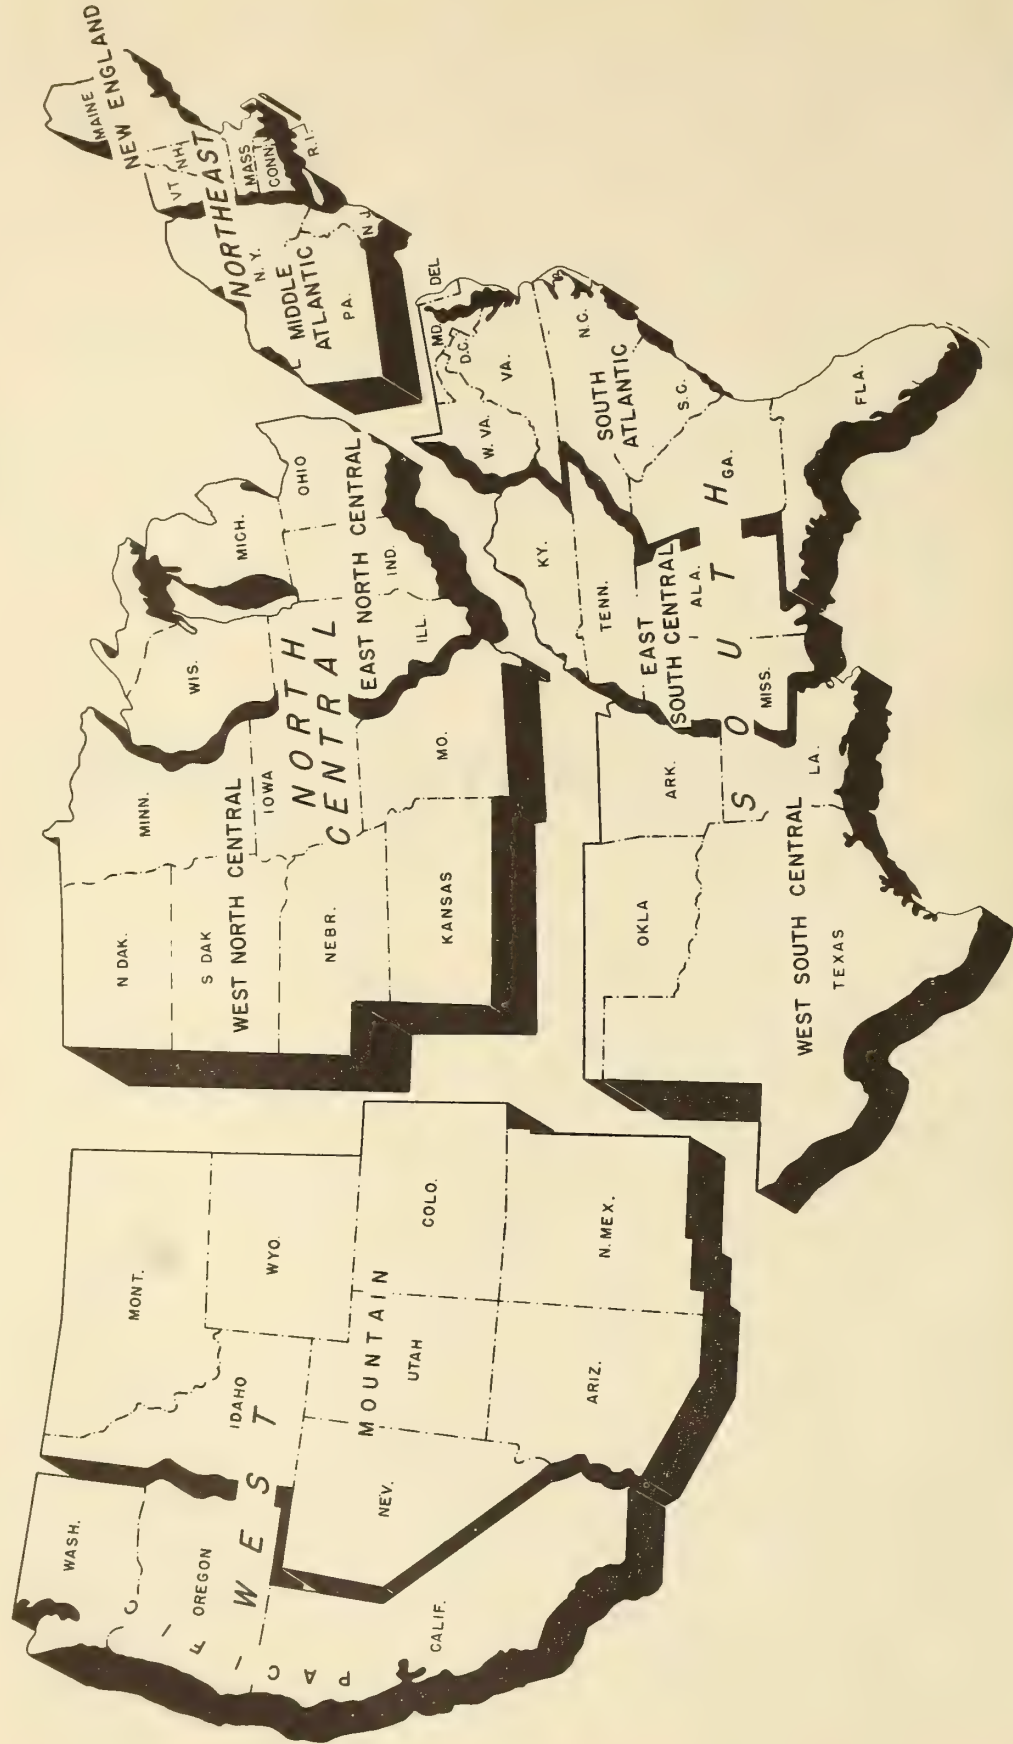 WEST
PACIFIC
WASH.
OREGON
CALIF.
MOUNTAIN
MONT.
IDAHO
WYO.
NEV.
UTAH
COLO.
ARIZ.
N.MEX.
NORTH
CENTRAL
WEST NORTH CENTRAL
N DAK.
S DAK
NEBR.
KANSAS
MINN.
IOWA
MO.
EAST NORTH CENTRAL
WIS.
MICH.
ILL.
IND.
OHIO
NORTHEAST
NEW ENGLAND
MAINE
VT
NH
MASS
CONN.
R.I.
MIDDLE
ATLANTIC
N.Y.
PA.
N J
SOUTH
WEST SOUTH CENTRAL
OKLA
TEXAS
ARK.
LA.
EAST
SOUTH CENTRAL
KY.
TENN.
MISS.
ALA.
SOUTH
ATLANTIC
DEL
MD.
D.C.
W. VA.
VA.
N.C.
S.C.
GA.
FLA.